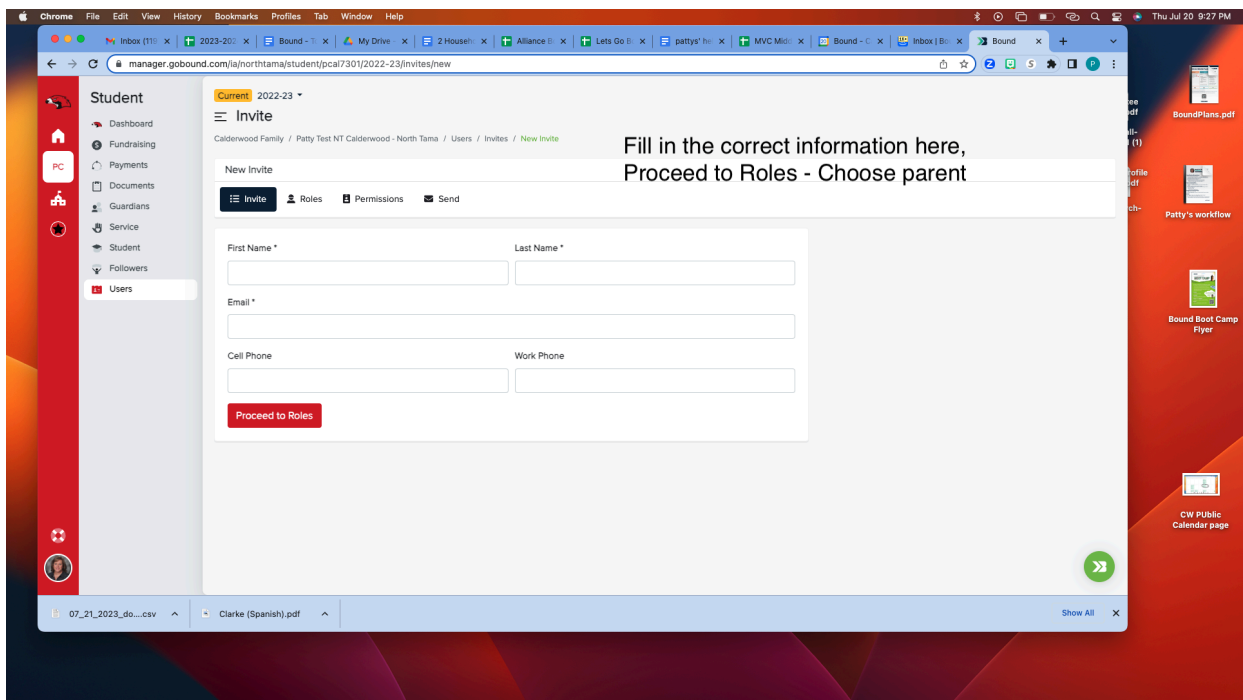 Chrome File Edit View History Bookmarks Profiles Tab Window Help
Thu Jul 20 9:27 PM
Inbox (119 2023-202 Bound - T My Drive - 2 Househ Alliance B Lets Go B pattys' he MVC Midd Bound - C Inbox | Bo Bound
manager.gobound.com/ia/northtama/student/pcal7301/2022-23/invites/new
Student
Dashboard
Fundraising
PC
Payments
Documents
Guardians
Service
Student
Followers
Users
Current 2022-23
Invite
Calderwood Family / Patty Test NT Calderwood - North Tama / Users / Invites / New Invite
Fill in the correct information here,
Proceed to Roles - Choose parent
New Invite
Invite Roles Permissions Send
First Name * Last Name *
Email *
Cell Phone Work Phone
Proceed to Roles
07_21_2023_do....csv Clarke (Spanish).pdf Show All
BoundPlans.pdf
Patty's workflow
Bound Boot Camp
Flyer
CW PUblic
Calendar page